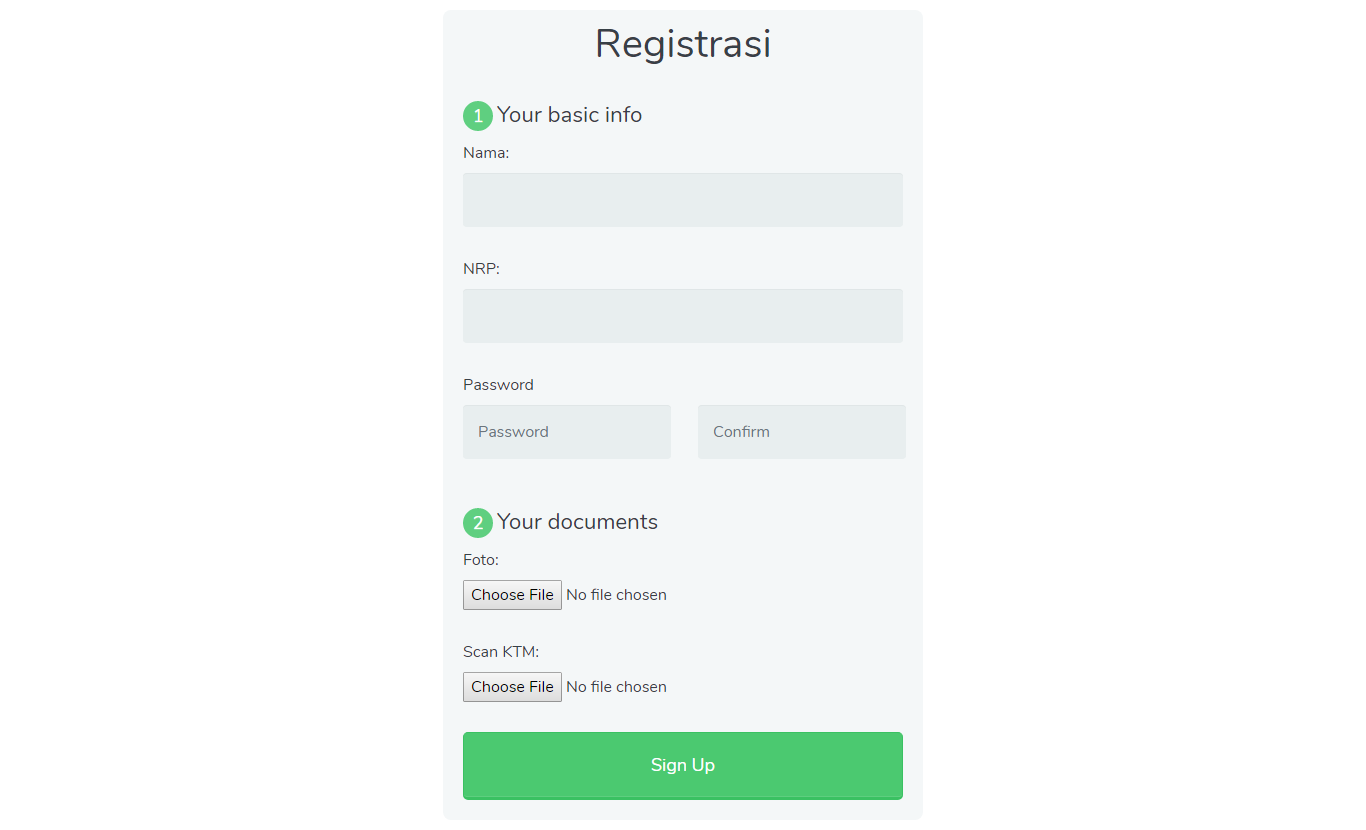 Registrasi
1 Your basic info
Nama:
NRP:
Password
Password Confirm
2 Your documents
Foto:
Choose File No file chosen
Scan KTM:
Choose File No file chosen
Sign Up